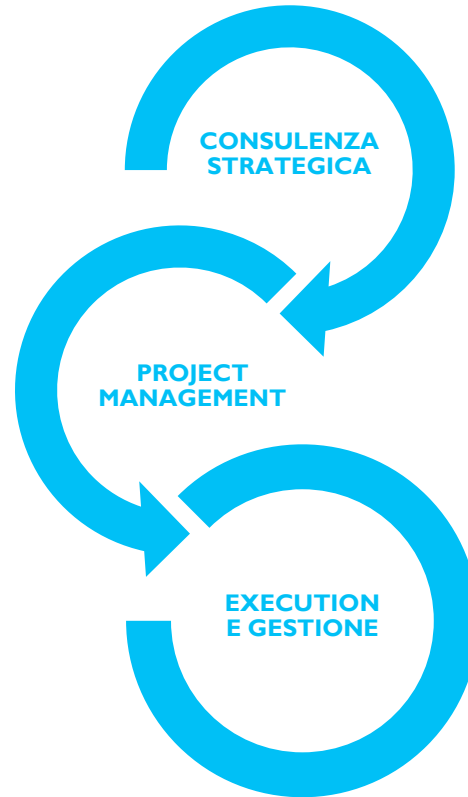 CONSULENZA
STRATEGICA
PROJECT
MANAGEMENT
EXECUTION
E GESTIONE